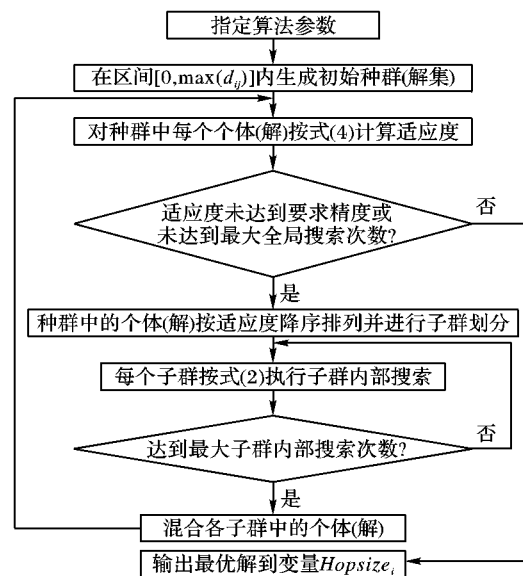 指定算法参数
在区间[0,max(d_ij)]内生成初始种群(解集)
对种群中每个个体(解)按式(4)计算适应度
适应度未达到要求精度或
未达到最大全局搜索次数?
否
是
种群中的个体(解)按适应度降序排列并进行子群划分
每个子群按式(2)执行子群内部搜索
达到最大子群内部搜索次数?
否
是
混合各子群中的个体(解)
输出最优解到变量Hopsize_i